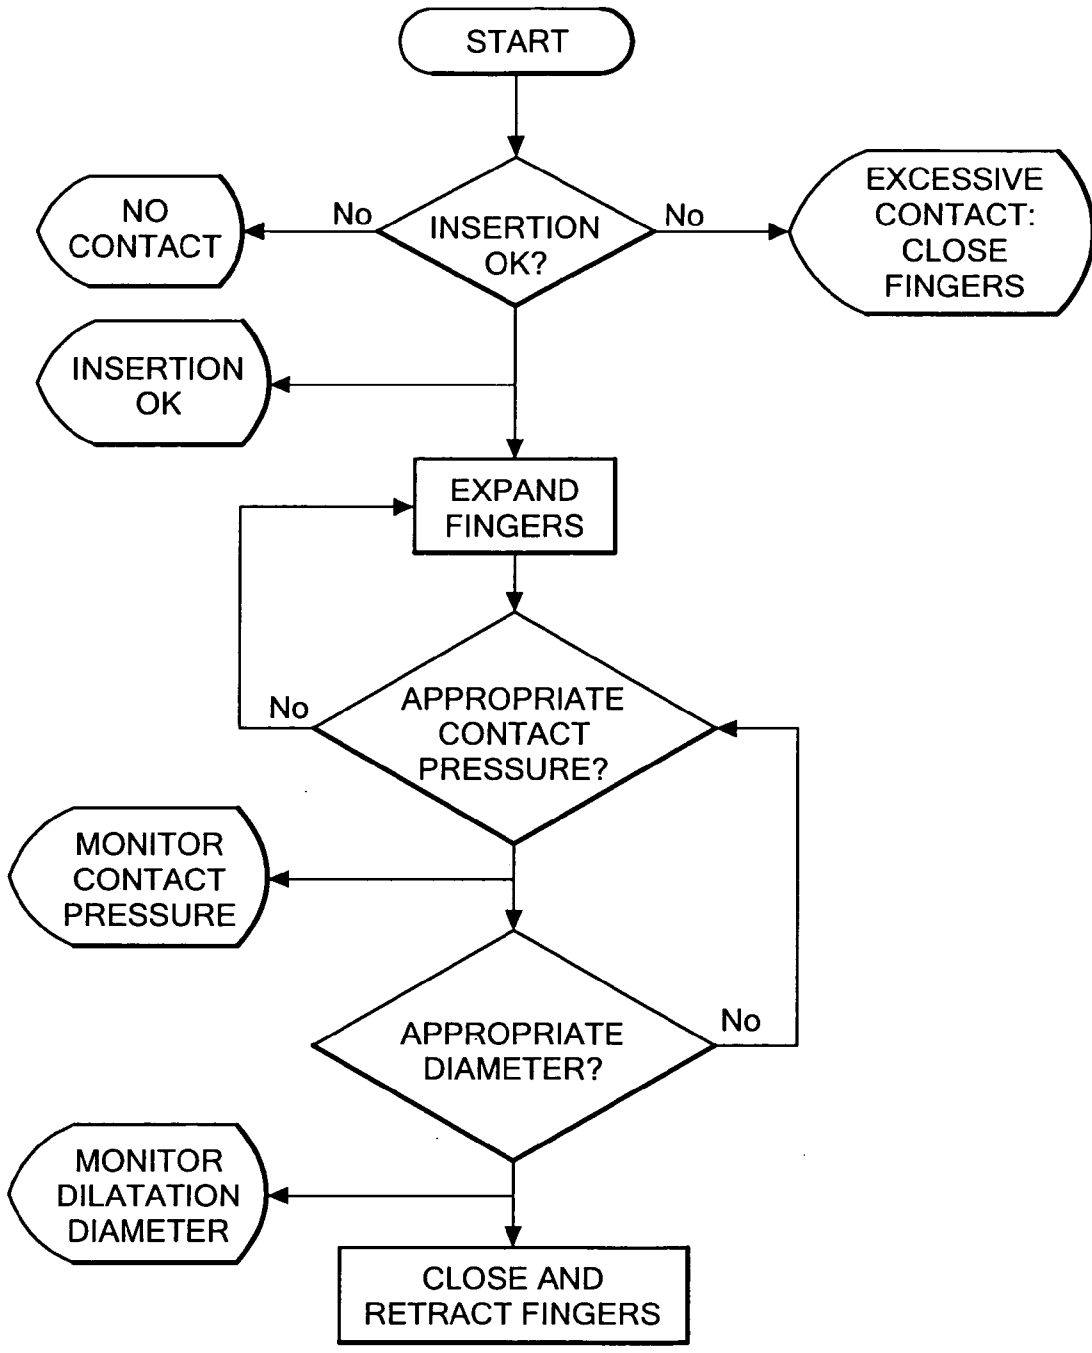 START
INSERTION
OK?
No
No
NO
CONTACT
EXCESSIVE
CONTACT:
CLOSE
FINGERS
INSERTION
OK
EXPAND
FINGERS
APPROPRIATE
CONTACT
PRESSURE?
No
MONITOR
CONTACT
PRESSURE
APPROPRIATE
DIAMETER?
No
MONITOR
DILATATION
DIAMETER
CLOSE AND
RETRACT FINGERS